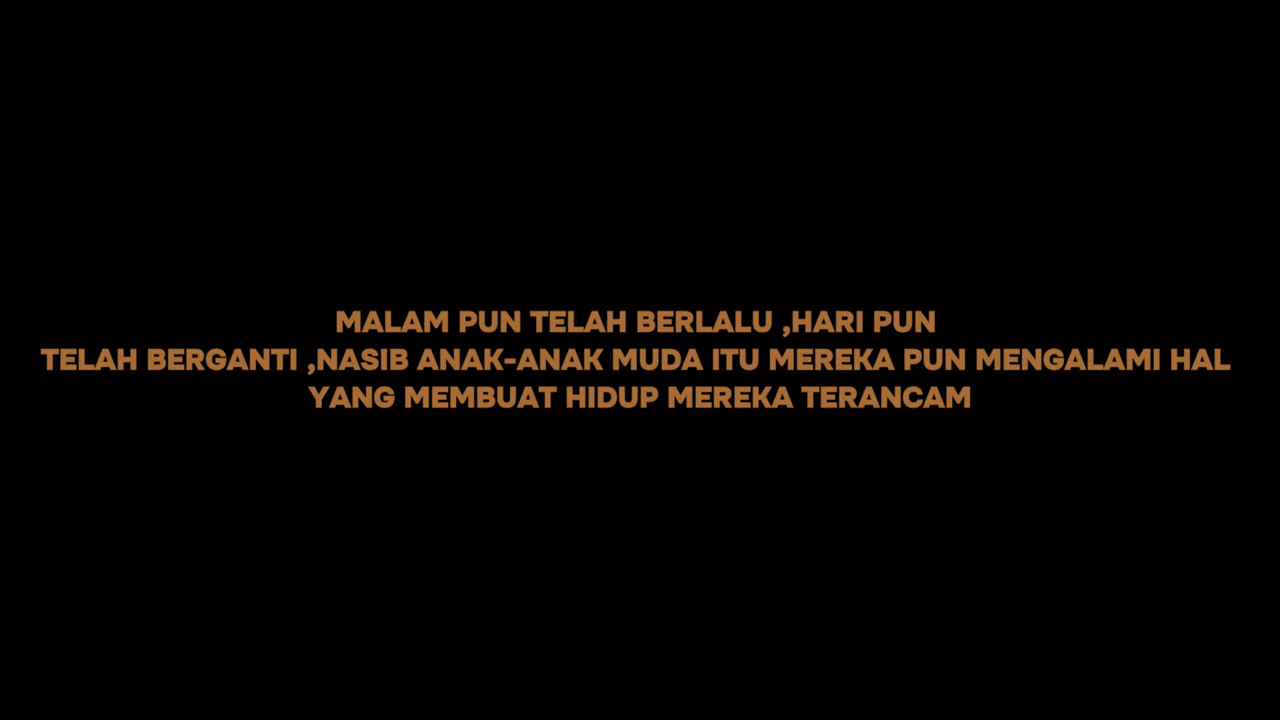 MALAM PUN TELAH BERLALU ,HARI PUN
TELAH BERGANTI ,NASIB ANAK-ANAK MUDA ITU MEREKA PUN MENGALAMI HAL
YANG MEMBUAT HIDUP MEREKA TERANCAM